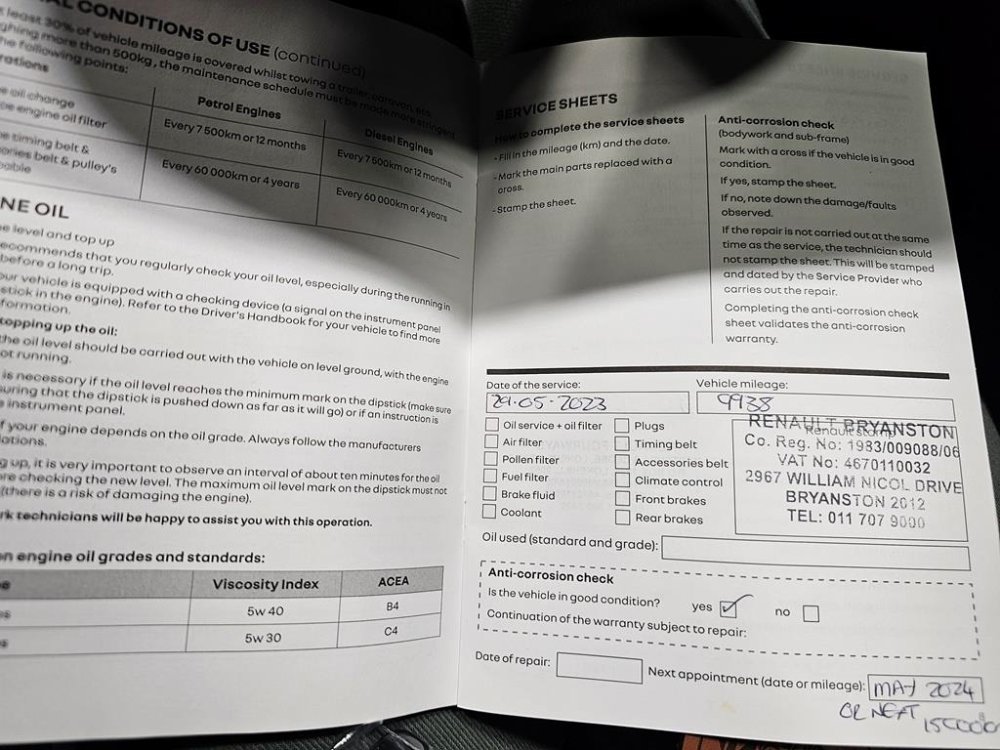 AL CONDITIONS OF USE (continued)
least 30% of vehicle mileage is covered whilst towing a trailer, caravan, etc.
ghing more than 500kg, the maintenance schedule must be made more stringent
he following points:
rations
Petrol Engines
Diesel Engines
oil change
engine oil filter
Every 7 500km or 12 months
Every 7 500km or 12 months
timing belt &
ories belt & pulley's
Every 60 000km or 4 years
Every 60 000km or 4 years
NE OIL
level and top up
ecommends that you regularly check your oil level, especially during the running in
before a long trip.
our vehicle is equipped with a checking device (a signal on the instrument panel
stick in the engine). Refer to the Driver's Handbook for your vehicle to find more
formation.
topping up the oil:
the oil level should be carried out with the vehicle on level ground, with the engine
ot running.
is necessary if the oil level reaches the minimum mark on the dipstick (make sure
suring that the dipstick is pushed down as far as it will go) or if an instruction is
instrument panel.
f your engine depends on the oil grade. Always follow the manufacturers
ations.
g up, it is very important to observe an interval of about ten minutes for the oil
re checking the new level. The maximum oil level mark on the dipstick must not
(there is a risk of damaging the engine).
rk technicians will be happy to assist you with this operation.
n engine oil grades and standards:
Viscosity Index
ACEA
5w 40
B4
5w 30
C4
SERVICE SHEETS
How to complete the service sheets
- Fill in the mileage (km) and the date.
- Mark the main parts replaced with a
cross.
- Stamp the sheet.
Anti-corrosion check
(bodywork and sub-frame)
Mark with a cross if the vehicle is in good
condition.
If yes, stamp the sheet.
If no, note down the damage/faults
observed.
If the repair is not carried out at the same
time as the service, the technician should
not stamp the sheet. This will be stamped
and dated by the Service Provider who
carries out the repair.
Completing the anti-corrosion check
sheet validates the anti-corrosion
warranty.
Date of the service:
Vehicle mileage:
29-05-2023
9938
Oil service + oil filter
Air filter
Pollen filter
Fuel filter
Brake fluid
Coolant
Plugs
Timing belt
Accessories belt
Climate control
Front brakes
Rear brakes
RENAULT BRYANSTON
Renault stamp
Co. Reg. No: 1983/009088/06
VAT No: 4670110032
2967 WILLIAM NICOL DRIVE
BRYANSTON 2012
TEL: 011 707 9000
Oil used (standard and grade):
Anti-corrosion check
Is the vehicle in good condition? yes no
Continuation of the warranty subject to repair:
Date of repair:
Next appointment (date or mileage): MAY 2024
OR NEXT 15000